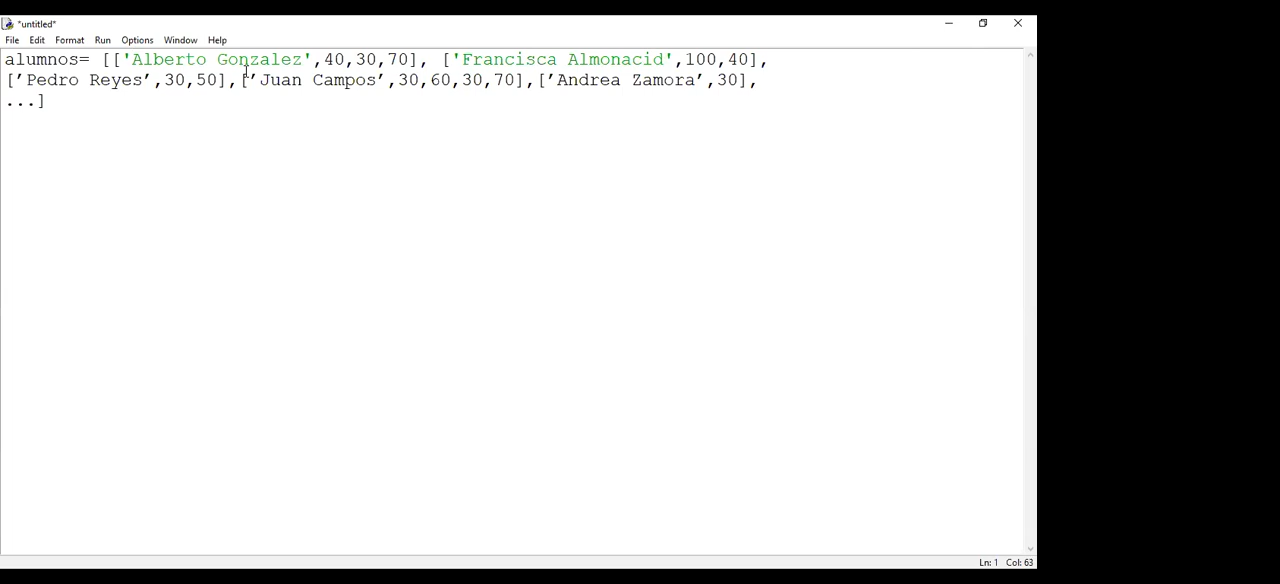 *untitled*
File Edit Format Run Options Window Help
alumnos= [['Alberto Gonzalez',40,30,70], ['Francisca Almonacid',100,40],
[’Pedro Reyes’,30,50],[’Juan Campos’,30,60,30,70],[’Andrea Zamora’,30],
...]
Ln: 1 Col: 63